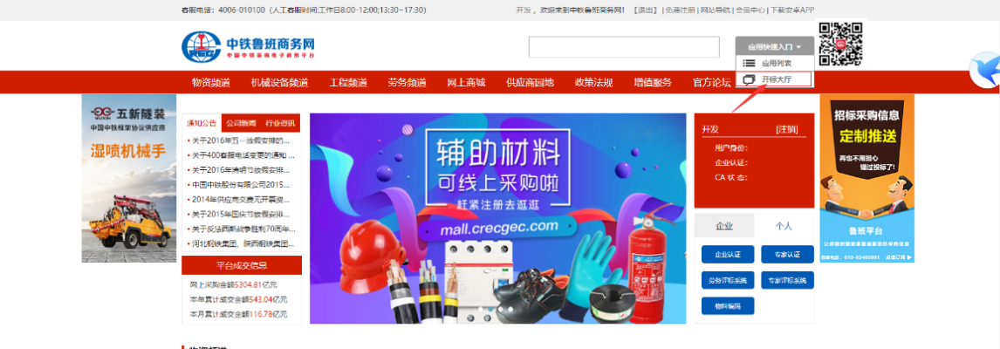 客服电话：4006-010100（人工客服时间:工作日8:00-12:00;13:30~17:30）
开发 ，欢迎来到中铁鲁班商务网! 【退出】 | 免费注册 | 网站导航 | 会员中心 | 下载安卓APP
中铁鲁班商务网
中国中铁采购电子商务平台
CREC
应用快速入门
应用列表
开标大厅
物资频道 机械设备频道 工程频道 劳务频道 网上商城 供应商园地 政策法规 增值服务 官方论坛
五新隧装
WUXIN
中国中铁框架协议供应商
湿喷机械手
通知公告 公司新闻 行业资讯
关于2016年五一放假安排的...
关于400客服电话变更的通知 ...
关于2016年清明节放假安排...
中国中铁股份有限公司2015...
2014年供应商交费无开票资...
关于2015年国庆节放假安排...
关于反法西斯战争胜利70周年...
河北钢铁集团、陕西钢铁集团...
平台成交信息
网上采购金额5304.81亿元
本年累计成交金额543.04亿元
本月累计成交金额116.78亿元
辅助材料
可线上采购啦
赶紧注册去逛逛
mall.crecgec.com
开发 [注销]
用户身份:
企业认证:
CA 状 态:
企业 个人
企业认证 专家认证
劳务评标系统 专家评标系统
物料编码
招标采购信息
定制推送
再也不用担心
错过投标了!
鲁班平台
点击订阅
物资频道